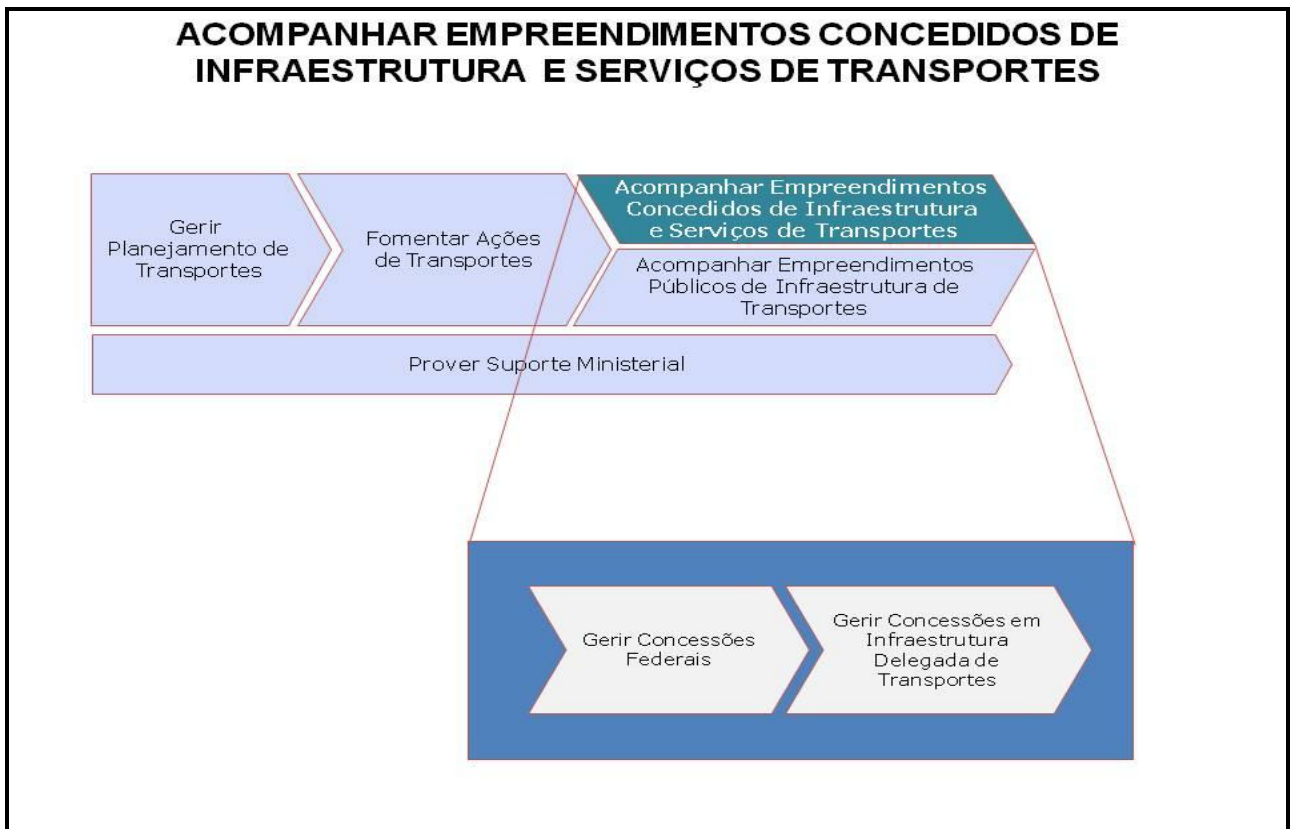 ACOMPANHAR EMPREENDIMENTOS CONCEDIDOS DE
INFRAESTRUTURA E SERVIÇOS DE TRANSPORTES
Gerir
Planejamento de
Transportes
Fomentar Ações
de Transportes
Acompanhar Empreendimentos
Concedidos de Infraestrutura
e Serviços de Transportes
Acompanhar Empreendimentos
Públicos de Infraestrutura de
Transportes
Prover Suporte Ministerial
Gerir Concessões
Federais
Gerir Concessões em
Infraestrutura
Delegada de
Transportes